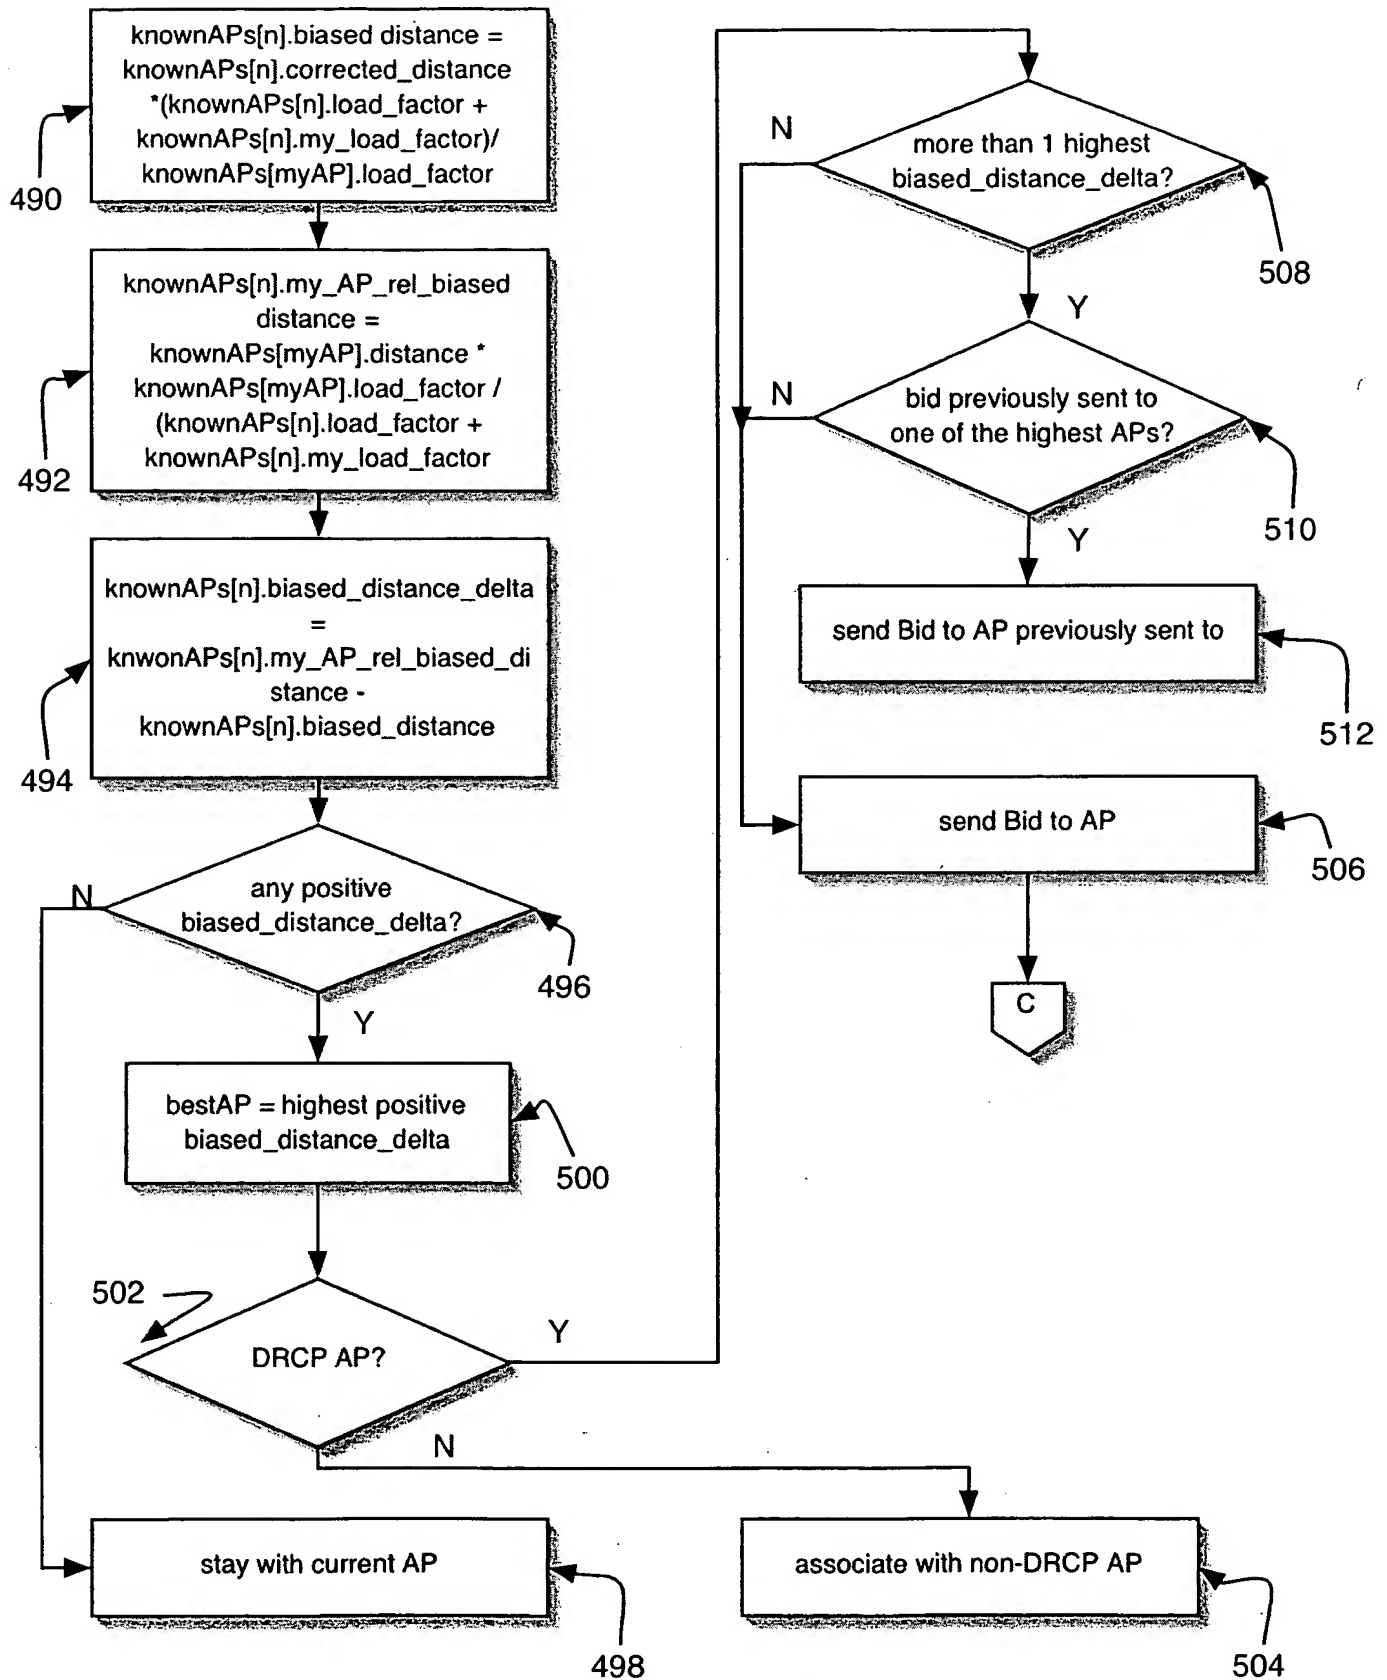 knownAPs[n].biased distance =
knownAPs[n].corrected_distance
*(knownAPs[n].load_factor +
knownAPs[n].my_load_factor)/
knownAPs[myAP].load_factor
490
knownAPs[n].my_AP_rel_biased
distance =
knownAPs[myAP].distance *
knownAPs[myAP].load_factor /
(knownAPs[n].load_factor +
knownAPs[n].my_load_factor
492
knownAPs[n].biased_distance_delta
=
knwonAPs[n].my_AP_rel_biased_di
stance -
knownAPs[n].biased_distance
494
any positive
biased_distance_delta?
N
496
Y
bestAP = highest positive
biased_distance_delta
500
502
DRCP AP?
Y
N
stay with current AP
498
associate with non-DRCP AP
504
more than 1 highest
biased_distance_delta?
N
508
Y
bid previously sent to
one of the highest APs?
N
510
Y
send Bid to AP previously sent to
512
send Bid to AP
506
C